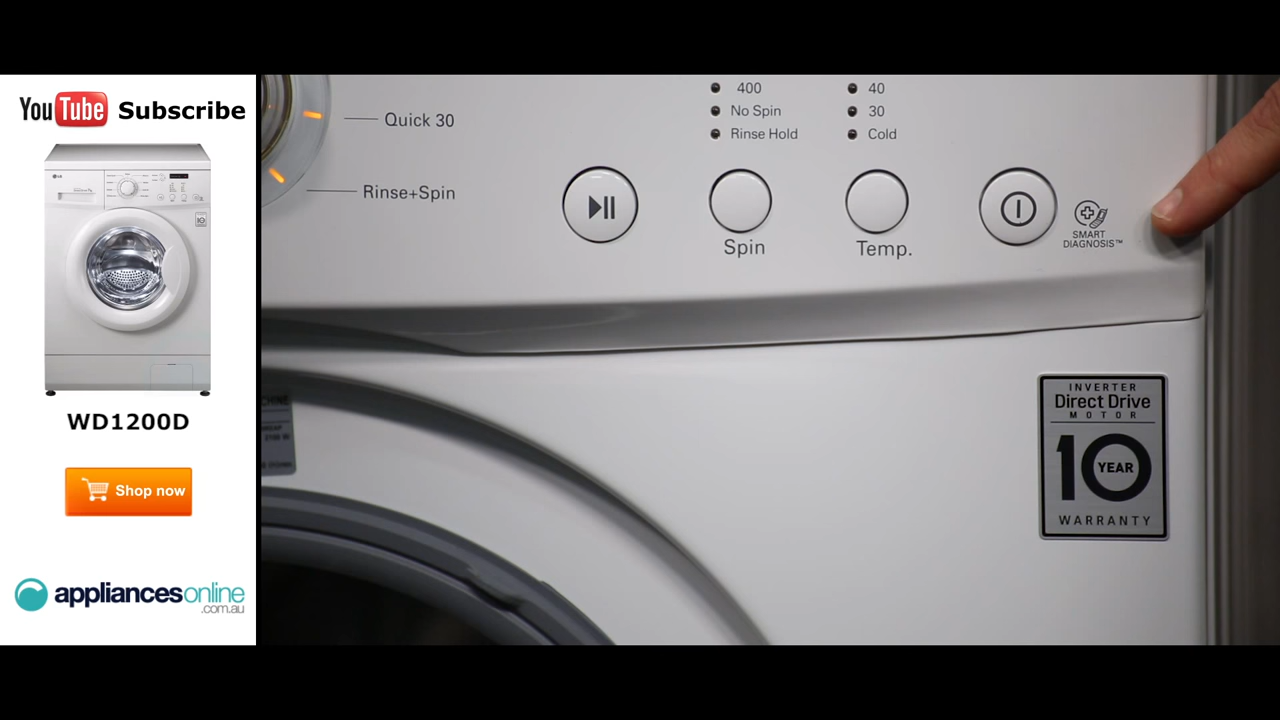 YouTube Subscribe
LG
WD1200D
Shop now
appliancesonline
.com.au
Quick 30
Rinse+Spin
400
No Spin
Rinse Hold
40
30
Cold
Spin
Temp.
SMART
DIAGNOSIS™
INVERTER
Direct Drive
MOTOR
10 YEAR
WARRANTY